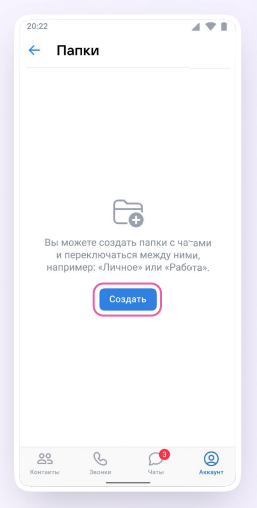 20:22
Папки
Вы можете создать папки с чатами
и переключаться между ними,
например: «Личное» или «Работа».
Создать
3
Контакты Звонки Чаты Аккаунт